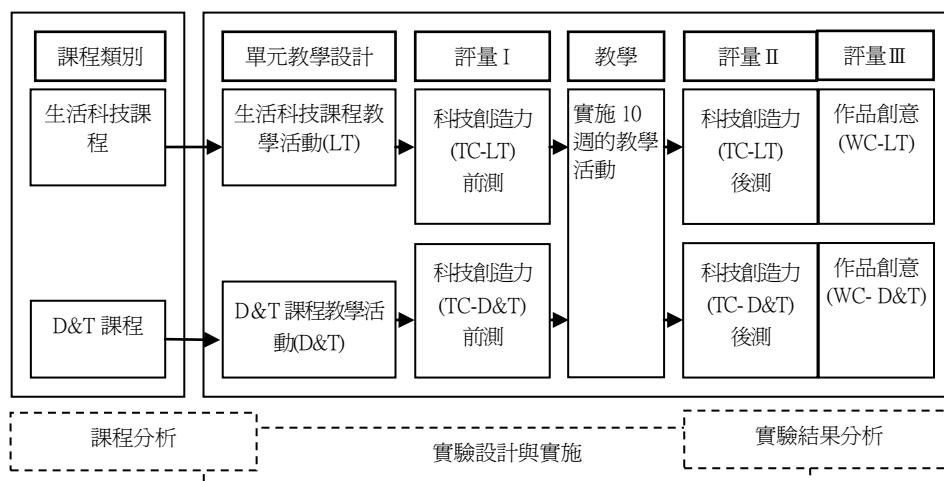 課程類別
單元教學設計
評量Ⅰ
教學
評量Ⅱ
評量Ⅲ
生活科技課
程
生活科技課程教
學活動(LT)
科技創造力
(TC-LT)
前測
實施 10
週的教學
活動
科技創造力
(TC-LT)
後測
作品創意
(WC-LT)
D&T 課程
D&T 課程教學活
動(D&T)
科技創造力
(TC-D&T)
前測
科技創造力
(TC- D&T)
後測
作品創意
(WC- D&T)
課程分析
實驗設計與實施
實驗結果分析